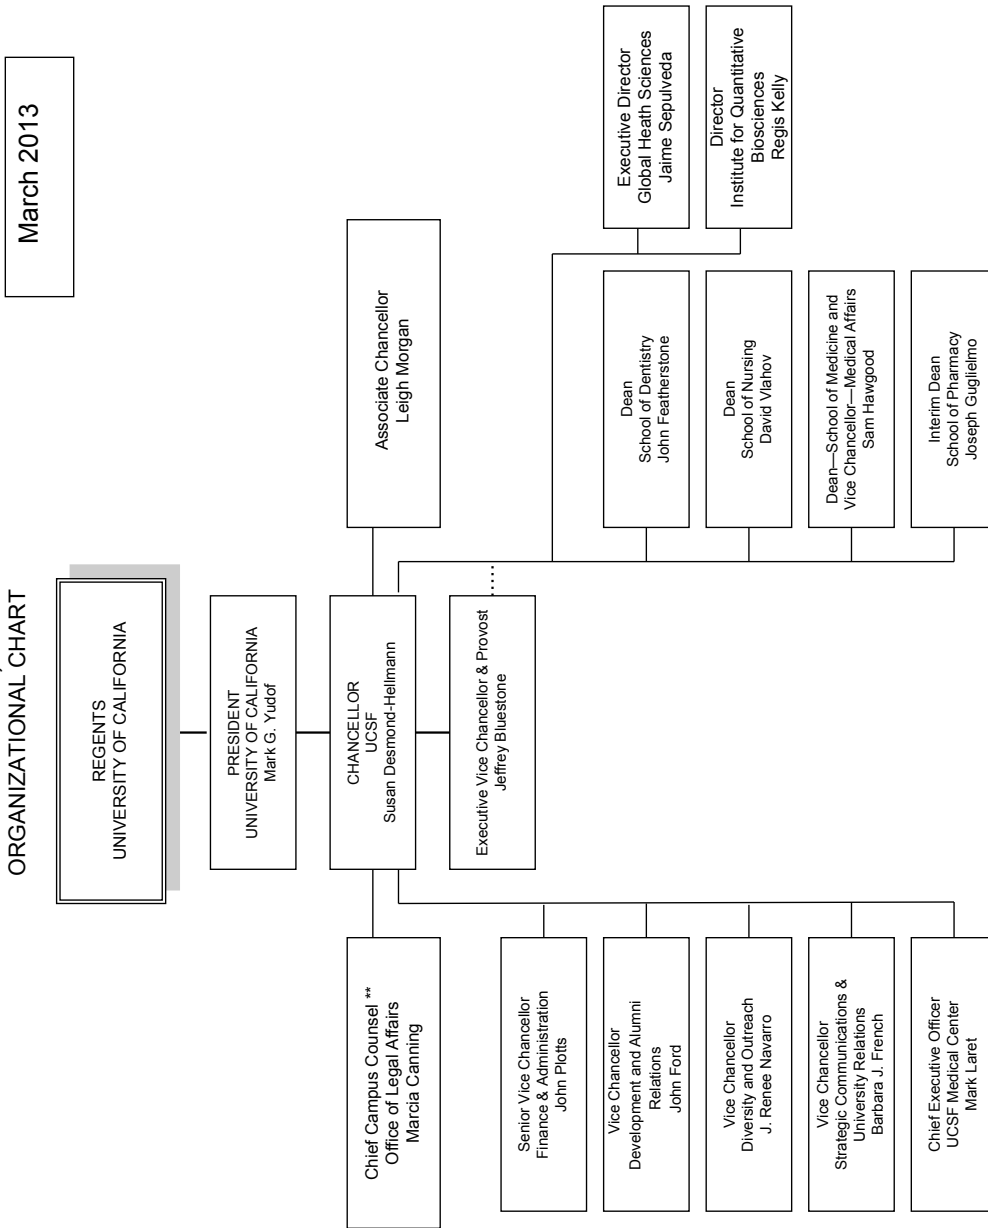 March 2013
ORGANIZATIONAL CHART
REGENTS
UNIVERSITY OF CALIFORNIA
PRESIDENT
UNIVERSITY OF CALIFORNIA
Mark G. Yudof
CHANCELLOR
UCSF
Susan Desmond-Hellmann
Chief Campus Counsel **
Office of Legal Affairs
Marcia Canning
Associate Chancellor
Leigh Morgan
Executive Vice Chancellor & Provost
Jeffrey Bluestone
Senior Vice Chancellor
Finance & Administration
John Plotts
Vice Chancellor
Development and Alumni
Relations
John Ford
Vice Chancellor
Diversity and Outreach
J. Renee Navarro
Vice Chancellor
Strategic Communications &
University Relations
Barbara J. French
Chief Executive Officer
UCSF Medical Center
Mark Laret
Dean
School of Dentistry
John Featherstone
Dean
School of Nursing
David Vlahov
Dean—School of Medicine and
Vice Chancellor—Medical Affairs
Sam Hawgood
Interim Dean
School of Pharmacy
Joseph Guglielmo
Executive Director
Global Heath Sciences
Jaime Sepulveda
Director
Institute for Quantitative
Biosciences
Regis Kelly